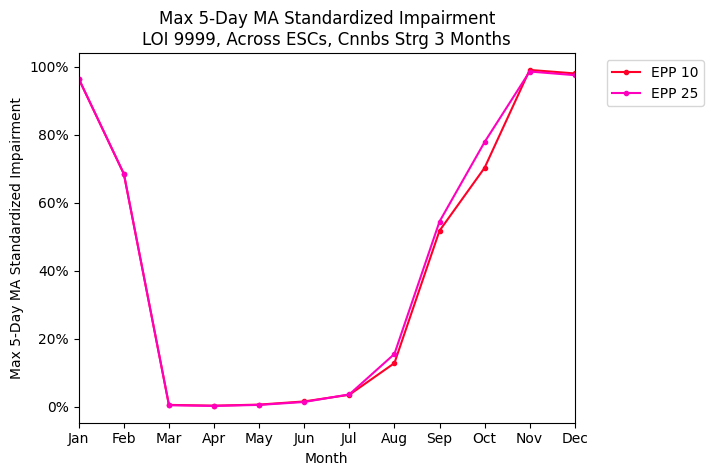 Max 5-Day MA Standardized Impairment
LOI 9999, Across ESCs, Cnnbs Strg 3 Months
EPP 10
EPP 25
Max 5-Day MA Standardized Impairment
100%
80%
60%
40%
20%
0%
Jan Feb Mar Apr May Jun Jul Aug Sep Oct Nov Dec
Month